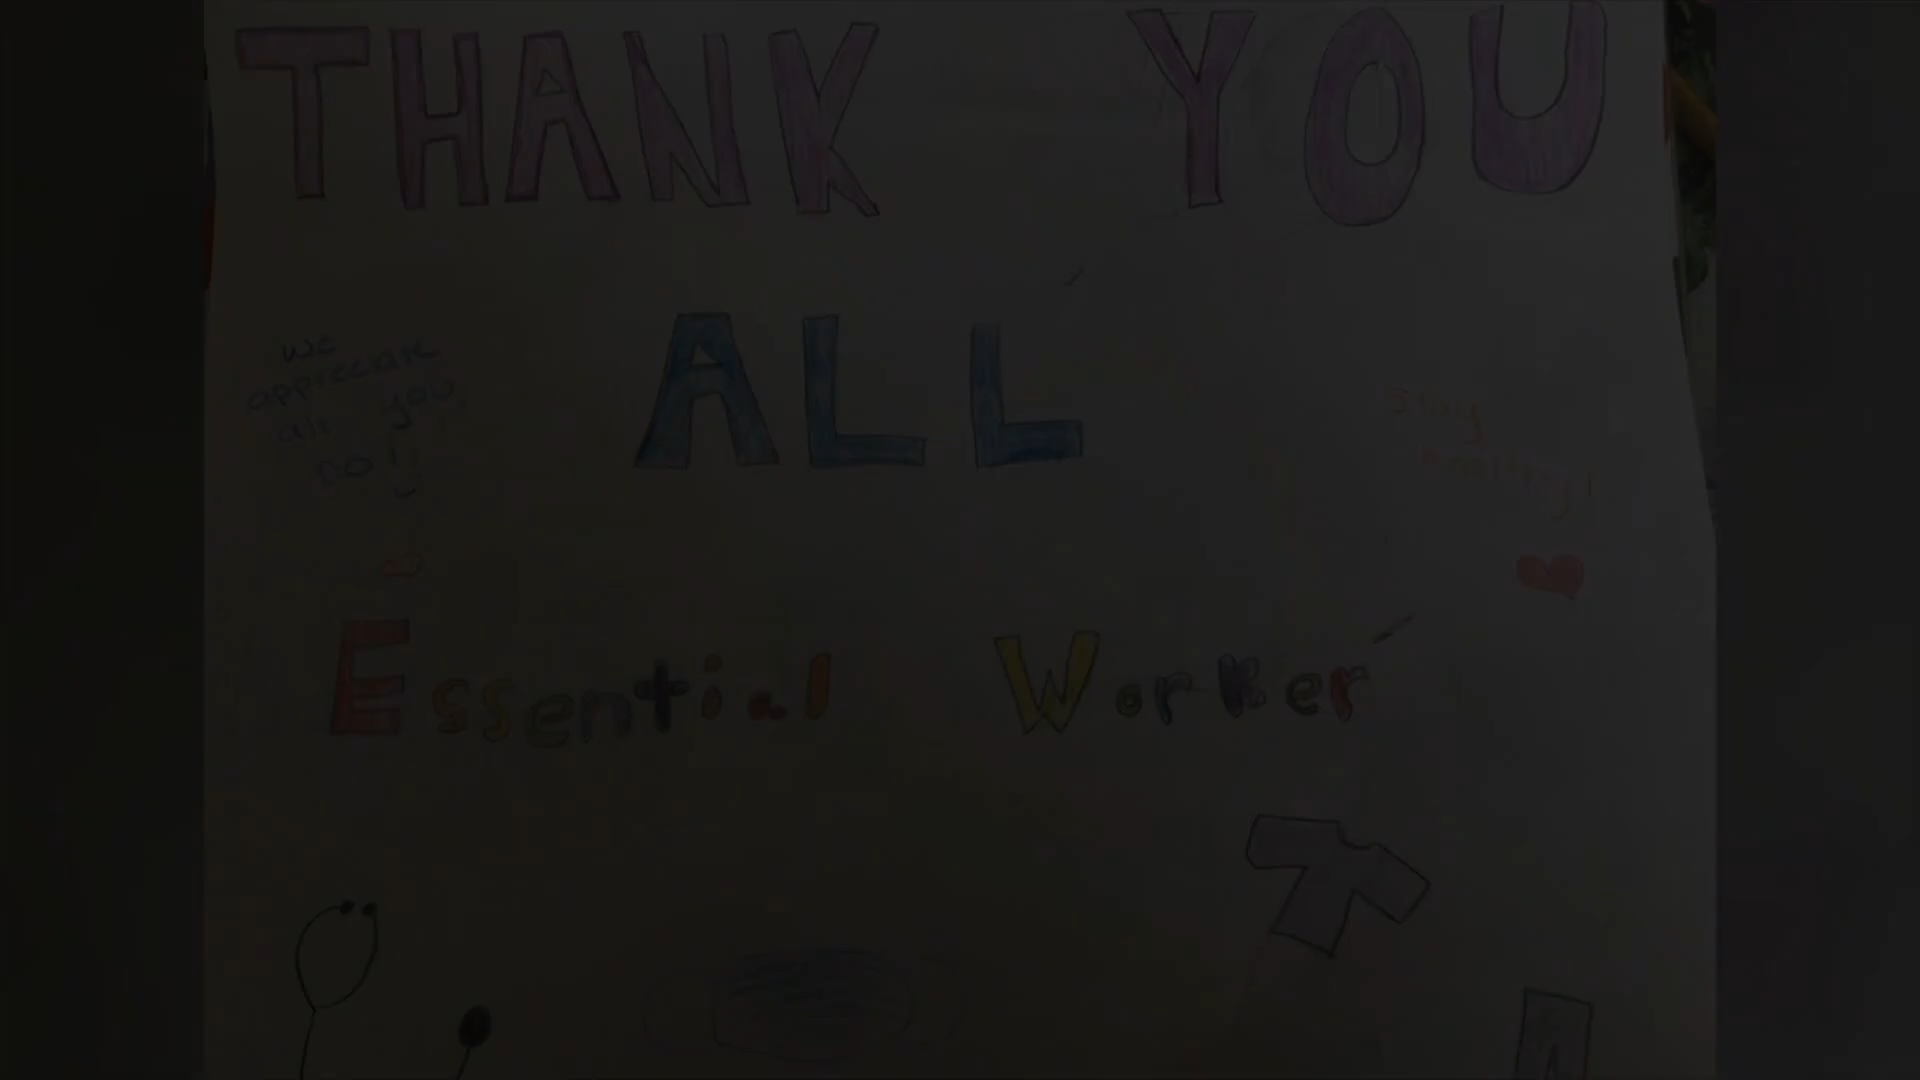 THANK YOU
ALL
we
appreciate
all you
do!!
Stay
healthy!
Essential Worker